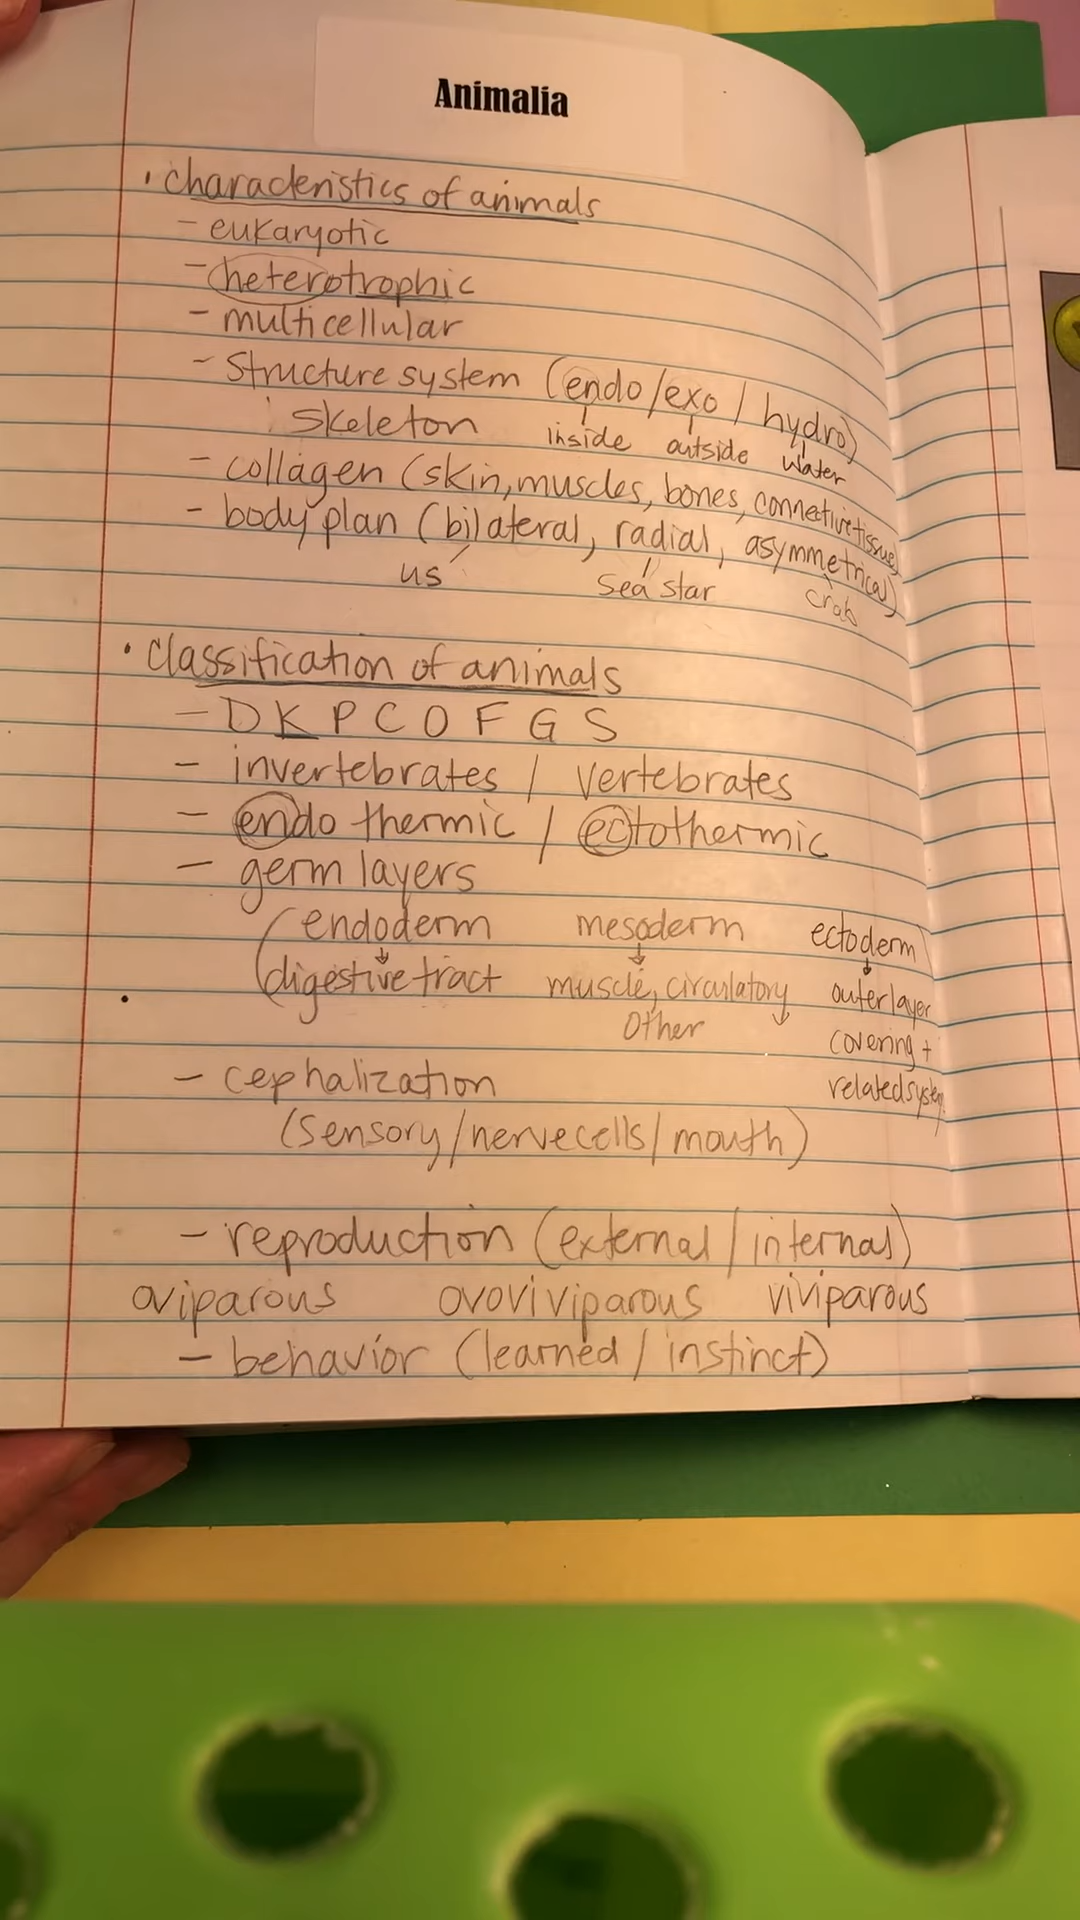 Animalia
• characteristics of animals
- eukaryotic
- heterotrophic
- multicellular
- structure system (endo/exo / hydro)
skeleton inside outside water
- collagen (skin, muscles, bones, connective tissue)
- body plan (bilateral, radial, asymmetrical)
us sea star crab
• classification of animals
- D K P C O F G S
- invertebrates / vertebrates
- endothermic / ectothermic
- germ layers
(endoderm mesoderm ectoderm
digestive tract muscle, circulatory outer layer
other covering +
- cephalization related system
(sensory/nerve cells/mouth)
- reproduction (external / internal)
oviparous ovoviviparous viviparous
- behavior (learned / instinct)